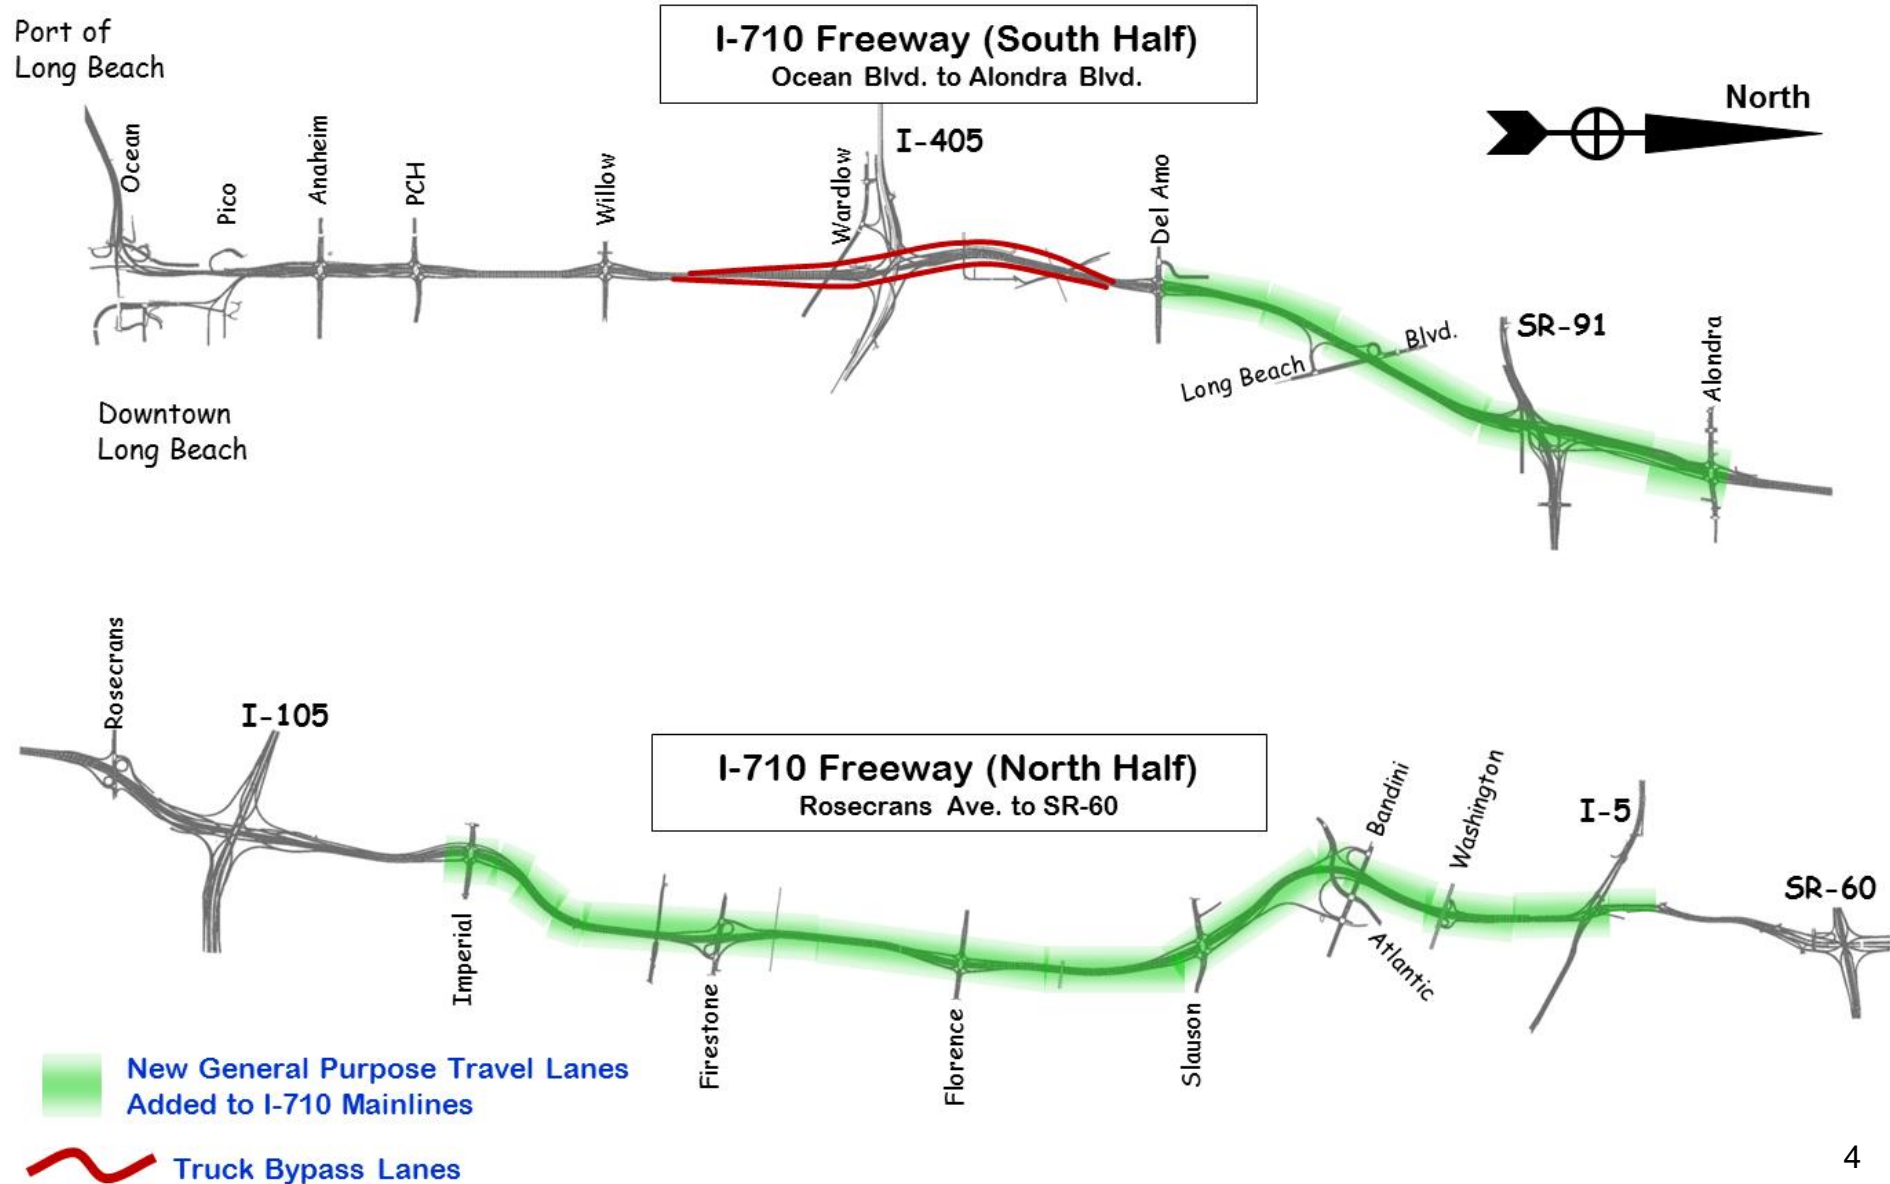 Port of
Long Beach
I-710 Freeway (South Half)
Ocean Blvd. to Alondra Blvd.
North
Ocean
Pico
Anaheim
PCH
Willow
Wardlow
I-405
Del Amo
Long Beach Blvd.
SR-91
Alondra
Downtown
Long Beach
Rosecrans
I-105
I-710 Freeway (North Half)
Rosecrans Ave. to SR-60
Imperial
Firestone
Florence
Slauson
Bandini
Atlantic
Washington
I-5
SR-60
New General Purpose Travel Lanes
Added to I-710 Mainlines
Truck Bypass Lanes
4